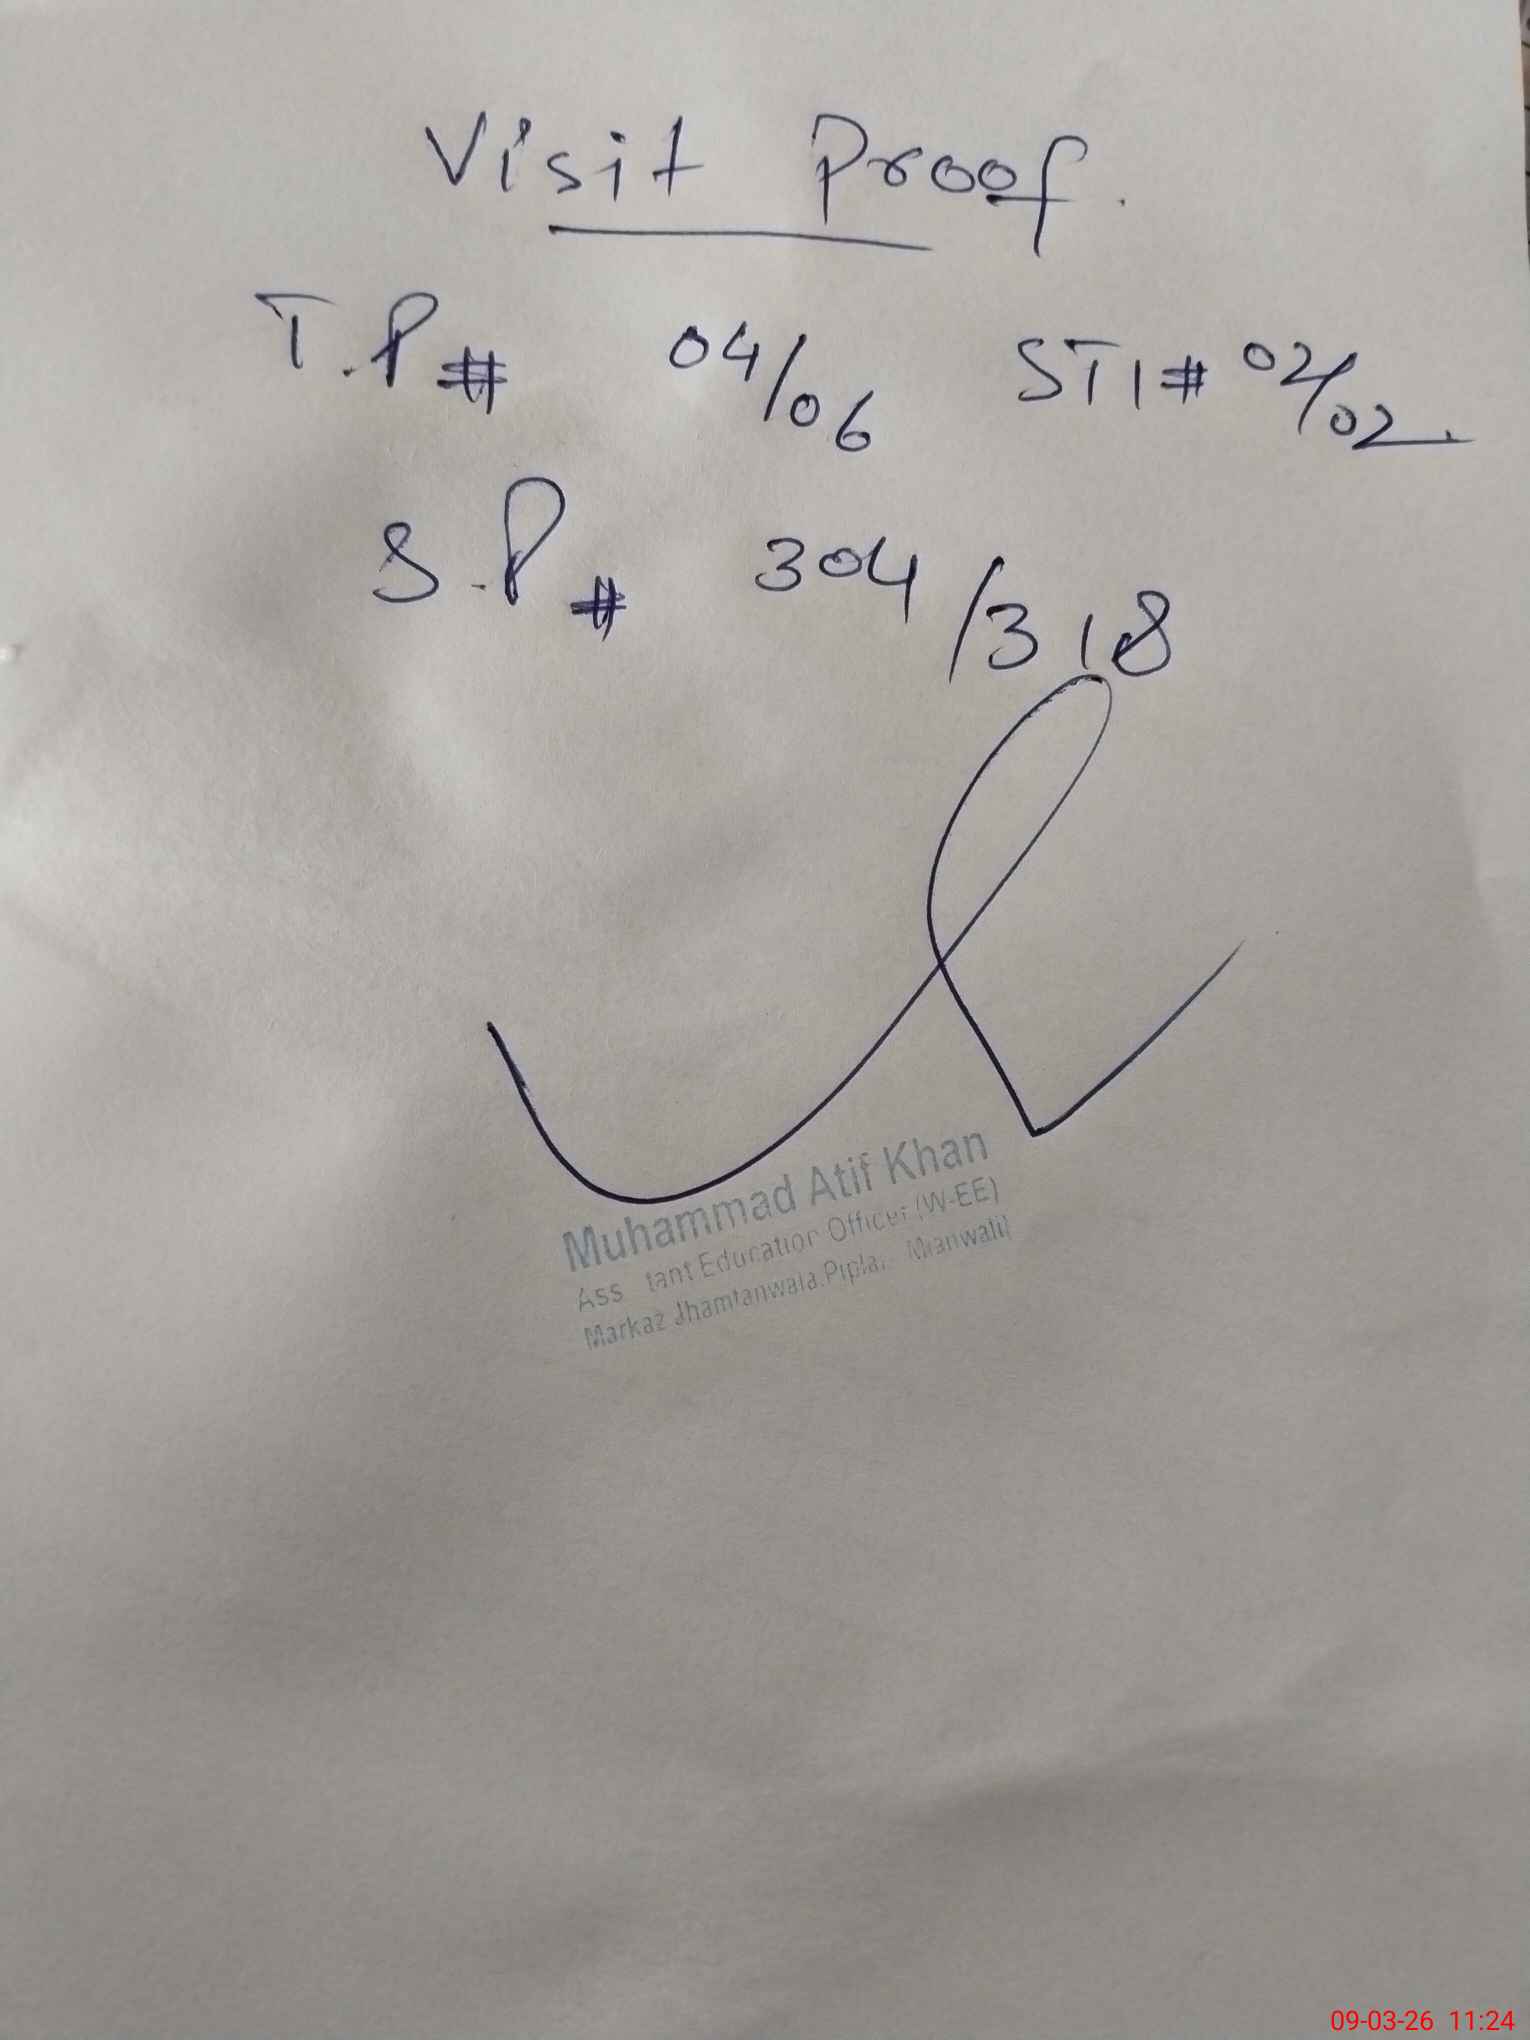 Visit Proof.
T.P# 04/06 STI# 02/02
S.P# 304/318
Muhammad Atif Khan
Ass tant Education Officer (W-EE)
Markaz Jhamtanwala.Pipla, Mianwali
09-03-26 11:24